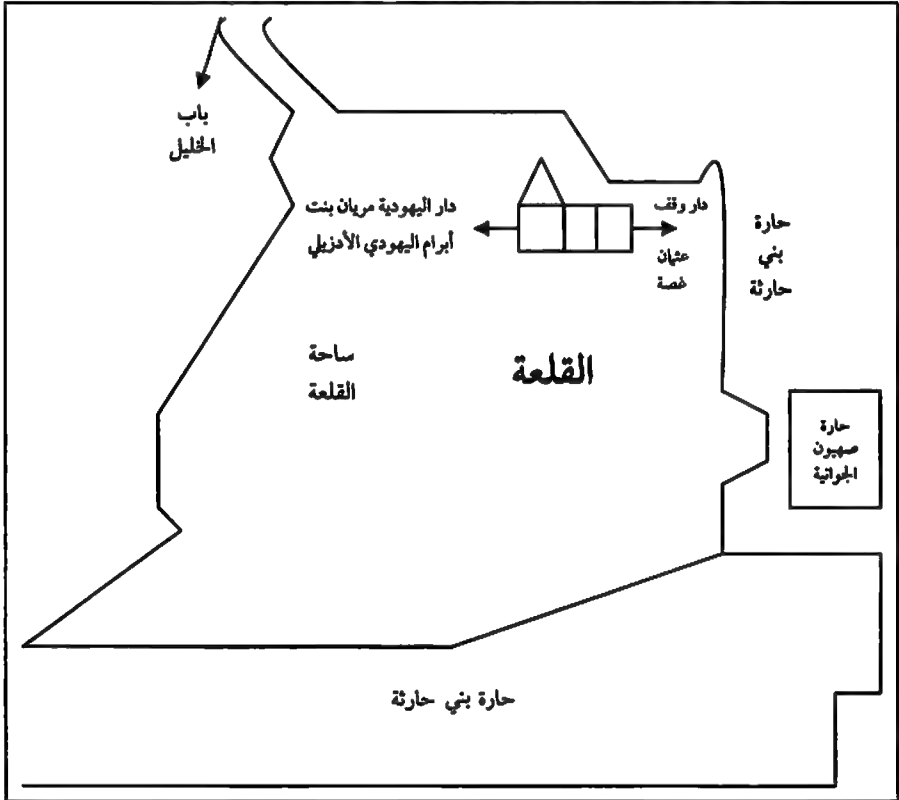 باب
الخليل
دار اليهودية مريان بنت
أبرام اليهودي الأدزيلي
دار وقف
عثمان
غصة
حارة
بني
حارثة
ساحة
القلعة
القلعة
حارة
صهيون
الجوانية
حارة بني حارثة